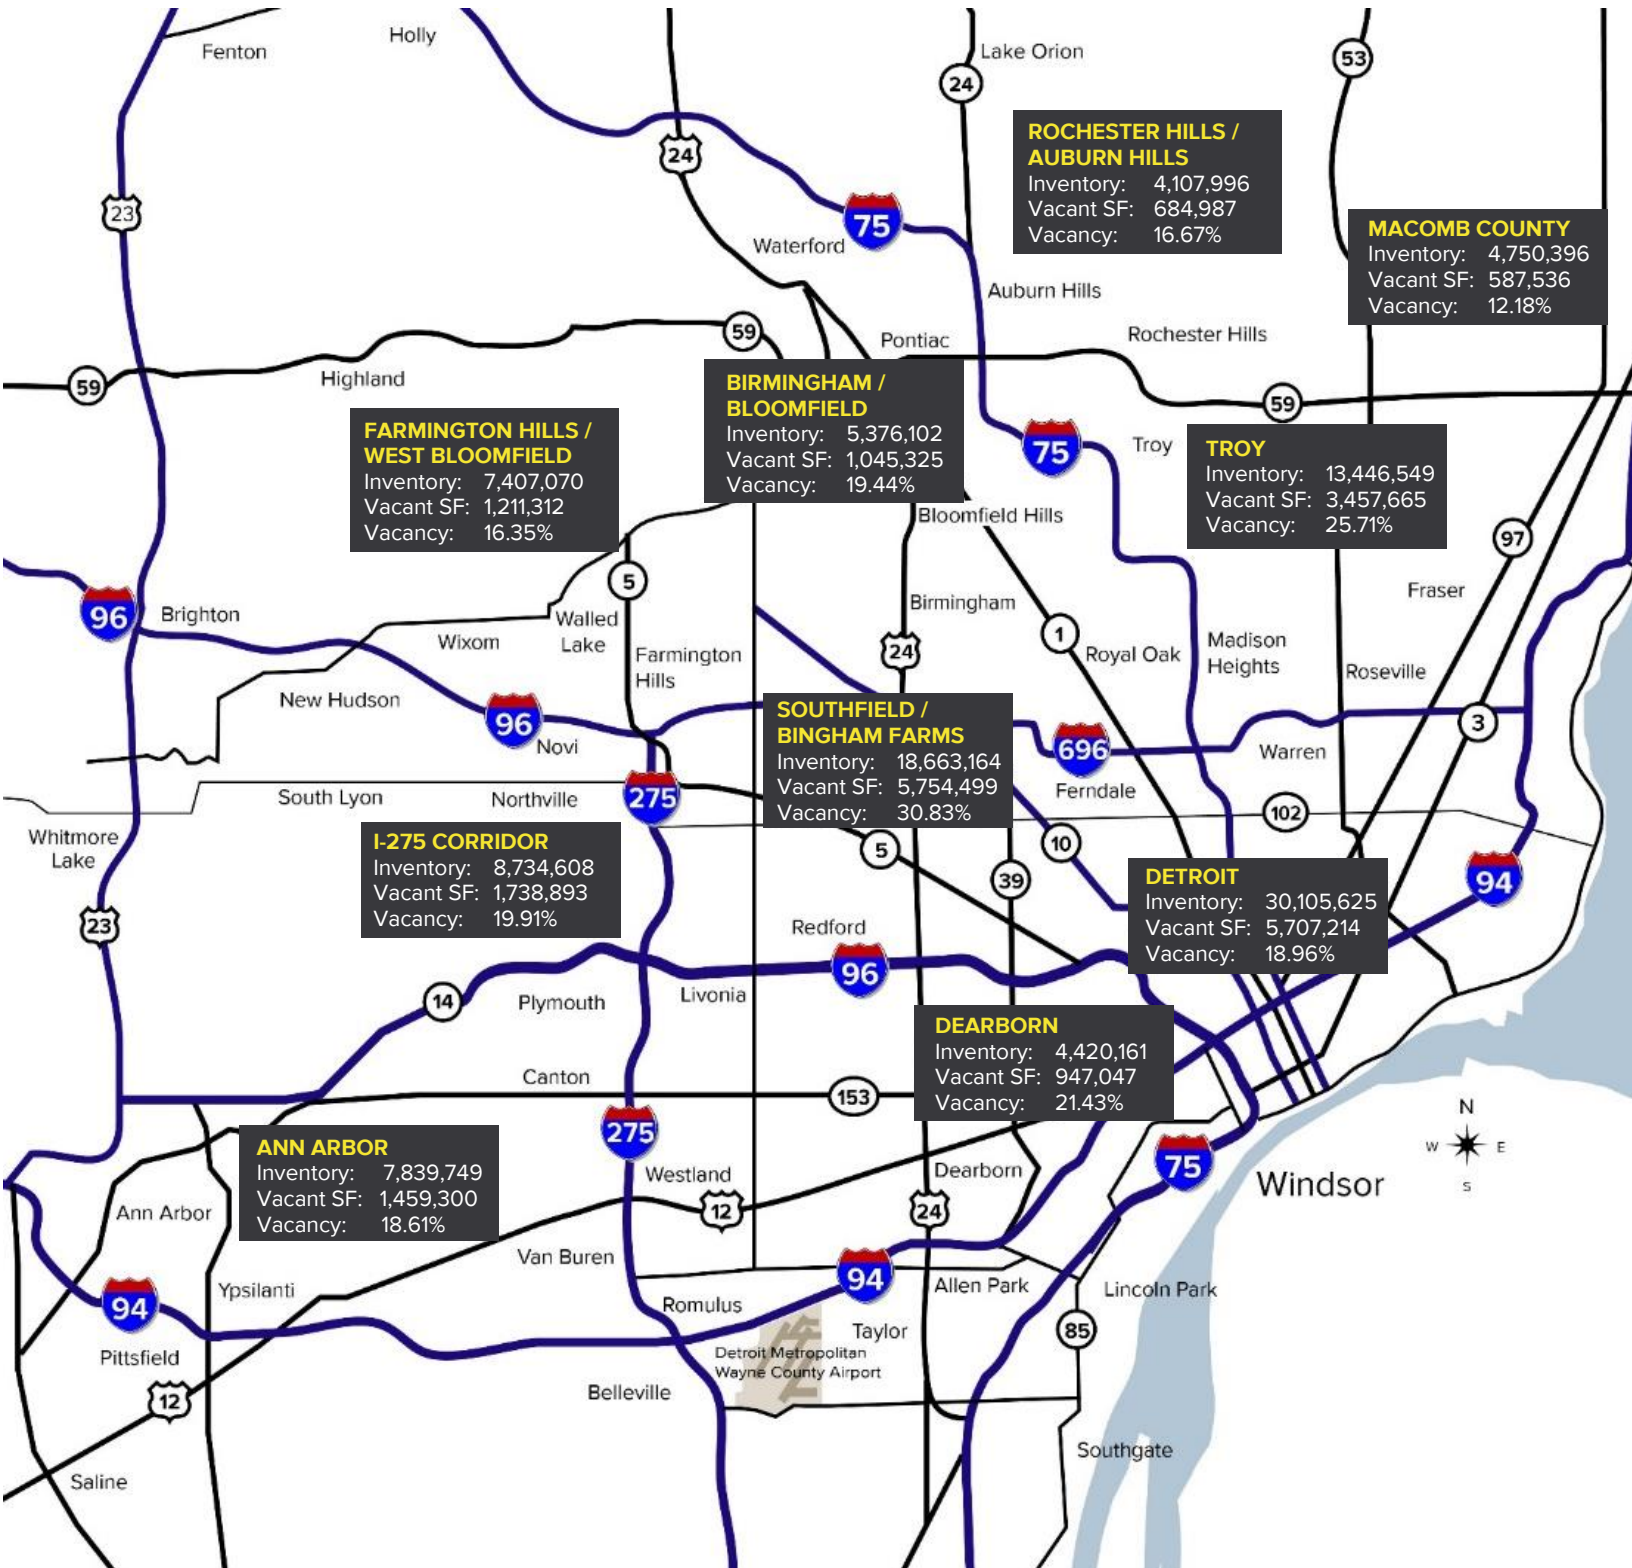 Fenton
Holly
Lake Orion
24
53
24
23
75
Waterford
ROCHESTER HILLS /
AUBURN HILLS
Inventory: 4,107,996
Vacant SF: 684,987
Vacancy: 16.67%
MACOMB COUNTY
Inventory: 4,750,396
Vacant SF: 587,536
Vacancy: 12.18%
Auburn Hills
Pontiac
Rochester Hills
59
59
59
Highland
BIRMINGHAM /
BLOOMFIELD
Inventory: 5,376,102
Vacant SF: 1,045,325
Vacancy: 19.44%
FARMINGTON HILLS /
WEST BLOOMFIELD
Inventory: 7,407,070
Vacant SF: 1,211,312
Vacancy: 16.35%
75
Troy
TROY
Inventory: 13,446,549
Vacant SF: 3,457,665
Vacancy: 25.71%
Bloomfield Hills
97
5
Fraser
96
Brighton
Birmingham
Walled
Lake
Wixom
1
24
Royal Oak
Madison
Heights
Roseville
Farmington
Hills
New Hudson
96
Novi
SOUTHFIELD /
BINGHAM FARMS
Inventory: 18,663,164
Vacant SF: 5,754,499
Vacancy: 30.83%
696
Warren
3
Ferndale
South Lyon
Northville
275
102
Whitmore
Lake
I-275 CORRIDOR
Inventory: 8,734,608
Vacant SF: 1,738,893
Vacancy: 19.91%
5
10
39
DETROIT
Inventory: 30,105,625
Vacant SF: 5,707,214
Vacancy: 18.96%
94
23
Redford
96
14
Plymouth
Livonia
DEARBORN
Inventory: 4,420,161
Vacant SF: 947,047
Vacancy: 21.43%
Canton
153
275
ANN ARBOR
Inventory: 7,839,749
Vacant SF: 1,459,300
Vacancy: 18.61%
N
W E
S
75
Windsor
Westland
Dearborn
12
24
Ann Arbor
Van Buren
94
Ypsilanti
Allen Park
Lincoln Park
94
Romulus
Taylor
85
Pittsfield
Detroit Metropolitan
Wayne County Airport
12
Belleville
Southgate
Saline